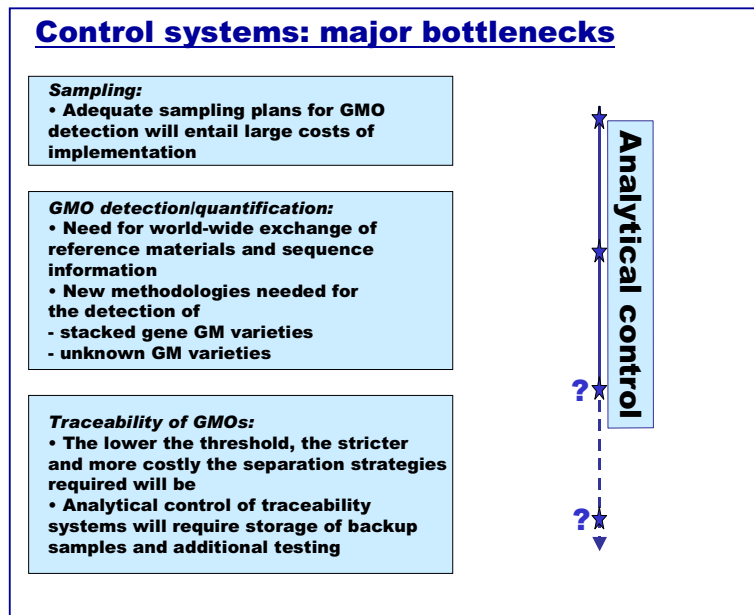 Control systems: major bottlenecks
Sampling:
• Adequate sampling plans for GMO
detection will entail large costs of
implementation
GMO detection/quantification:
• Need for world-wide exchange of
reference materials and sequence
information
• New methodologies needed for
the detection of
- stacked gene GM varieties
- unknown GM varieties
Traceability of GMOs:
• The lower the threshold, the stricter
and more costly the separation strategies
required will be
• Analytical control of traceability
systems will require storage of backup
samples and additional testing
Analytical control
?
?